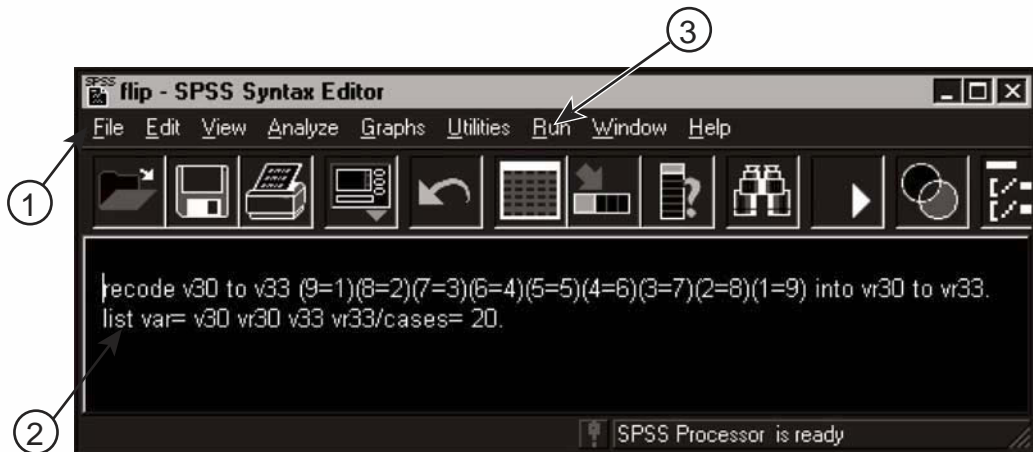 3
SPSS
flip - SPSS Syntax Editor
File Edit View Analyze Graphs Utilities Run Window Help
1
recode v30 to v33 (9=1)(8=2)(7=3)(6=4)(5=5)(4=6)(3=7)(2=8)(1=9) into vr30 to vr33.
list var= v30 vr30 v33 vr33/cases= 20.
2
SPSS Processor is ready